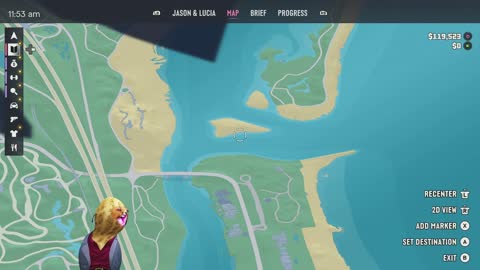 11:53 am
JASON & LUCIA MAP BRIEF PROGRESS
$119,523
$0
RECENTER L
2D VIEW
ADD MARKER X
SET DESTINATION A
EXIT B